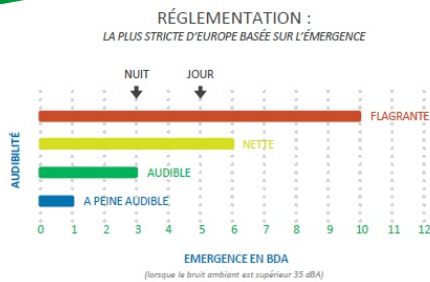 RÉGLEMENTATION :
LA PLUS STRICTE D'EUROPE BASÉE SUR L'ÉMERGENCE
NUIT JOUR
FLAGRANTE
NETTE
AUDIBLE
A PEINE AUDIBLE
AUDIBILITÉ
0 1 2 3 4 5 6 7 8 9 10 11 12
EMERGENCE EN BDA
(lorsque le bruit ambiant est supérieur 35 dBA)